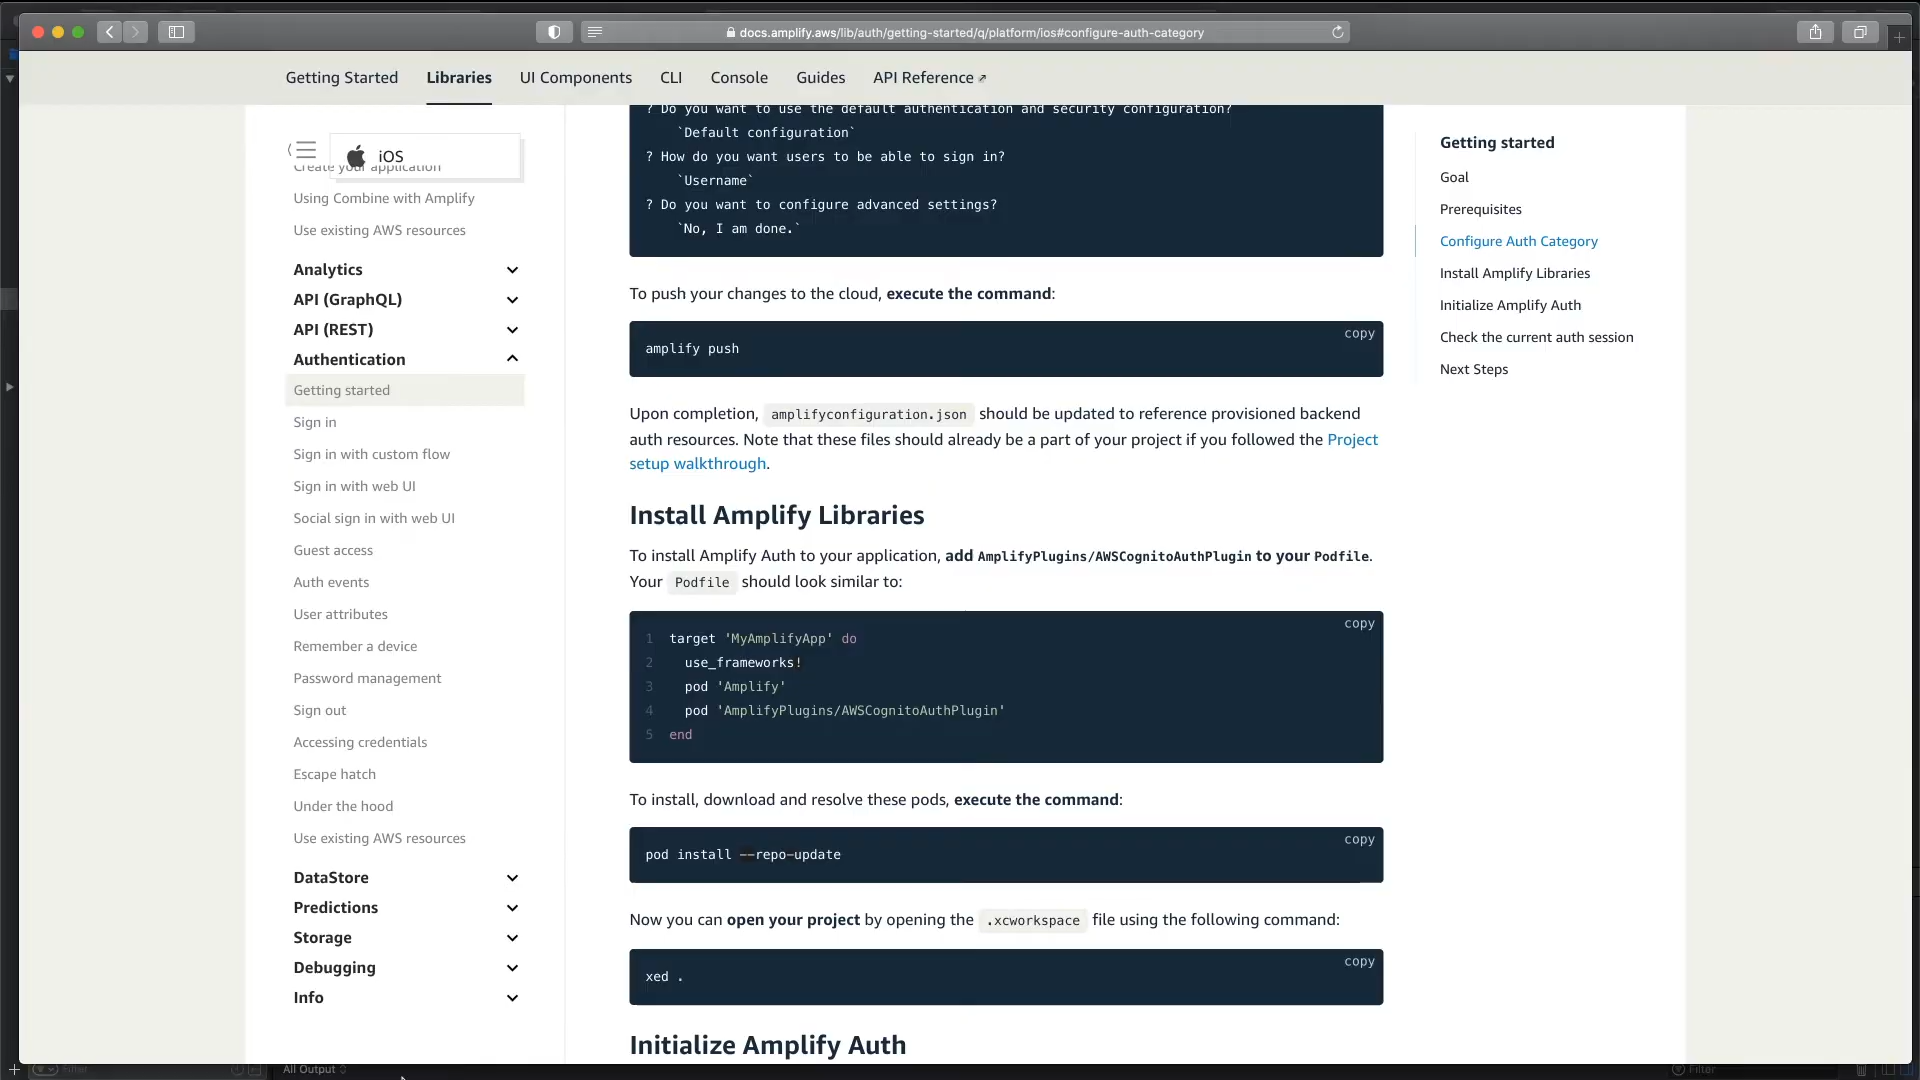 docs.amplify.aws/lib/auth/getting-started/q/platform/ios#configure-auth-category
Getting Started
Libraries
UI Components
CLI
Console
Guides
API Reference
iOS
Create your application
Using Combine with Amplify
Use existing AWS resources
Analytics
API (GraphQL)
API (REST)
Authentication
Getting started
Sign in
Sign in with custom flow
Sign in with web UI
Social sign in with web UI
Guest access
Auth events
User attributes
Remember a device
Password management
Sign out
Accessing credentials
Escape hatch
Under the hood
Use existing AWS resources
DataStore
Predictions
Storage
Debugging
Info
? Do you want to use the default authentication and security configuration?
`Default configuration`
? How do you want users to be able to sign in?
`Username`
? Do you want to configure advanced settings?
`No, I am done.`
To push your changes to the cloud, execute the command:
copy
amplify push
Upon completion, amplifyconfiguration.json should be updated to reference provisioned backend
auth resources. Note that these files should already be a part of your project if you followed the Project
setup walkthrough.
Install Amplify Libraries
To install Amplify Auth to your application, add AmplifyPlugins/AWSCognitoAuthPlugin to your Podfile.
Your Podfile should look similar to:
copy
1 target 'MyAmplifyApp' do
2 use_frameworks!
3 pod 'Amplify'
4 pod 'AmplifyPlugins/AWSCognitoAuthPlugin'
5 end
To install, download and resolve these pods, execute the command:
copy
pod install --repo-update
Now you can open your project by opening the .xcworkspace file using the following command:
copy
xed .
Initialize Amplify Auth
Getting started
Goal
Prerequisites
Configure Auth Category
Install Amplify Libraries
Initialize Amplify Auth
Check the current auth session
Next Steps
Filter
All Output
Filter